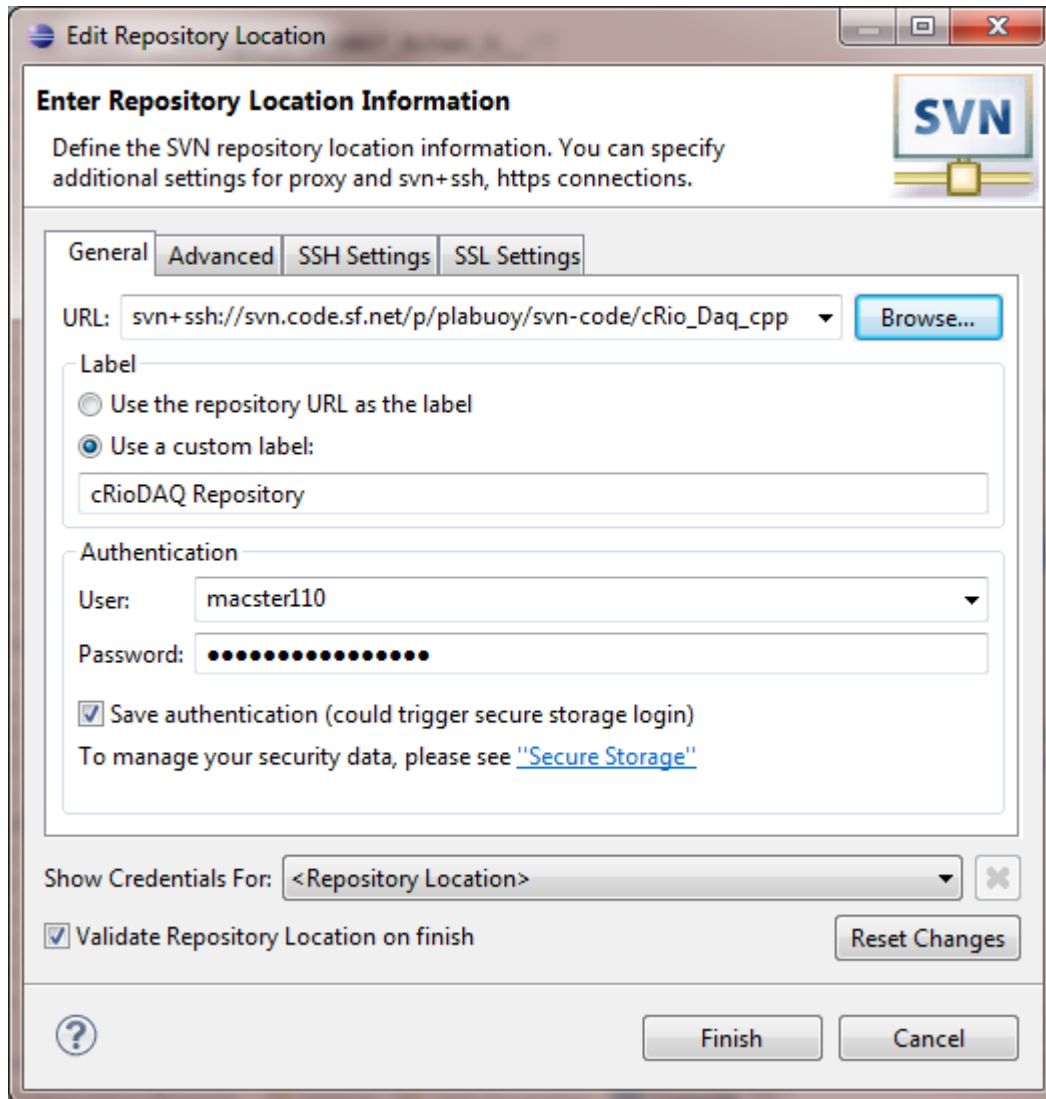 Edit Repository Location
Enter Repository Location Information
SVN
Define the SVN repository location information. You can specify
additional settings for proxy and svn+ssh, https connections.
General Advanced SSH Settings SSL Settings
URL: svn+ssh://svn.code.sf.net/p/plabuoy/svn-code/cRio_Daq_cpp Browse...
Label
Use the repository URL as the label
Use a custom label:
cRioDAQ Repository
Authentication
User: macster110
Password: ●●●●●●●●●●●●●●●●
Save authentication (could trigger secure storage login)
To manage your security data, please see "Secure Storage"
Show Credentials For: <Repository Location>
Validate Repository Location on finish Reset Changes
? Finish Cancel